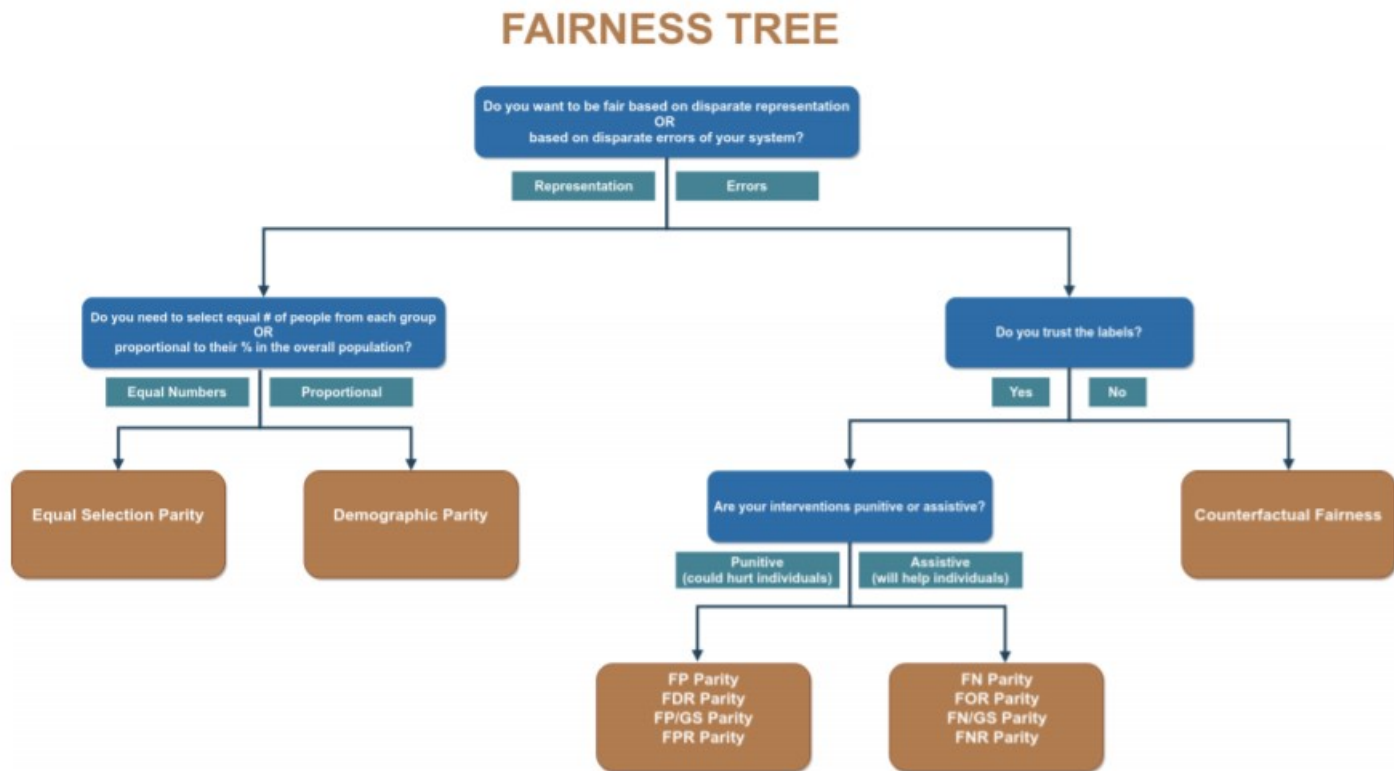 FAIRNESS TREE
Do you want to be fair based on disparate representation
OR
based on disparate errors of your system?
Representation
Errors
Do you need to select equal # of people from each group
OR
proportional to their % in the overall population?
Do you trust the labels?
Equal Numbers
Proportional
Yes
No
Equal Selection Parity
Demographic Parity
Are your interventions punitive or assistive?
Counterfactual Fairness
Punitive
(could hurt individuals)
Assistive
(will help individuals)
FP Parity
FDR Parity
FP/GS Parity
FPR Parity
FN Parity
FOR Parity
FN/GS Parity
FNR Parity